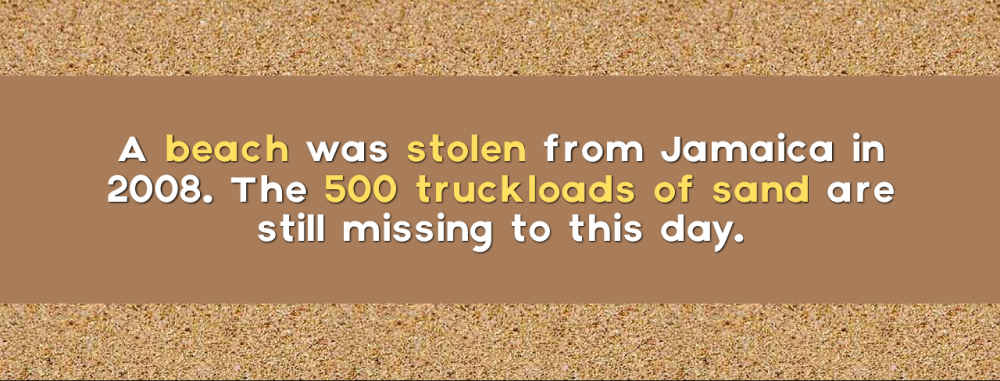 A beach was stolen from Jamaica in
2008. The 500 truckloads of sand are
still missing to this day.